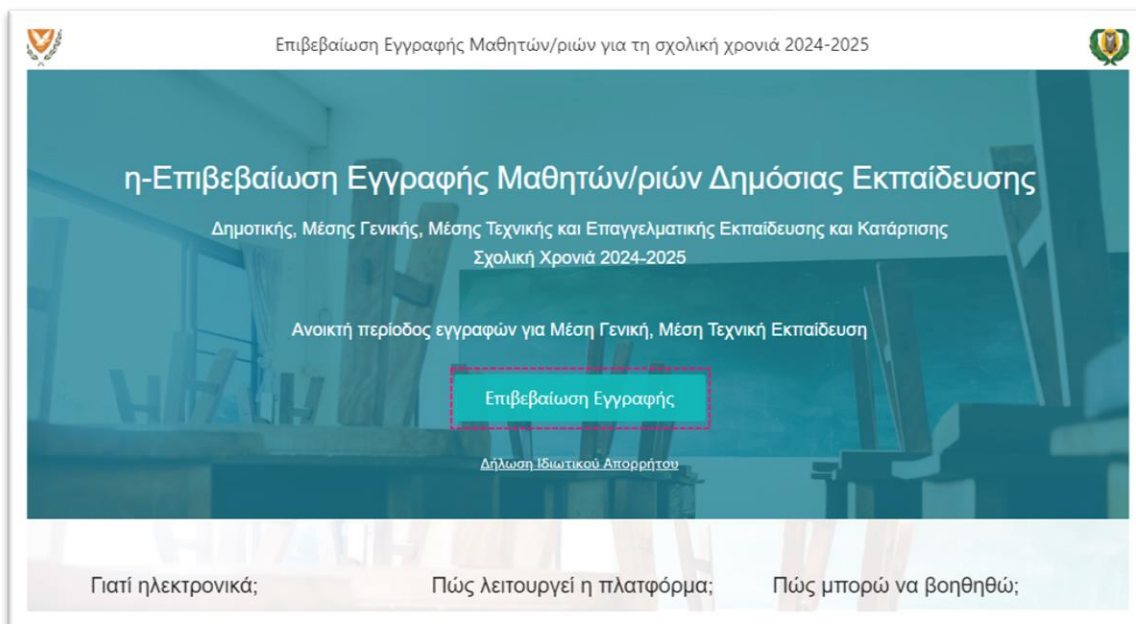 Επιβεβαίωση Εγγραφής Μαθητών/ριών για τη σχολική χρονιά 2024-2025
η-Επιβεβαίωση Εγγραφής Μαθητών/ριών Δημόσιας Εκπαίδευσης
Δημοτικής, Μέσης Γενικής, Μέσης Τεχνικής και Επαγγελματικής Εκπαίδευσης και Κατάρτισης
Σχολική Χρονιά 2024-2025
Ανοικτή περίοδος εγγραφών για Μέση Γενική, Μέση Τεχνική Εκπαίδευση
Επιβεβαίωση Εγγραφής
Δήλωση Ιδιωτικού Απορρήτου
Γιατί ηλεκτρονικά; Πώς λειτουργεί η πλατφόρμα; Πώς μπορώ να βοηθηθώ;